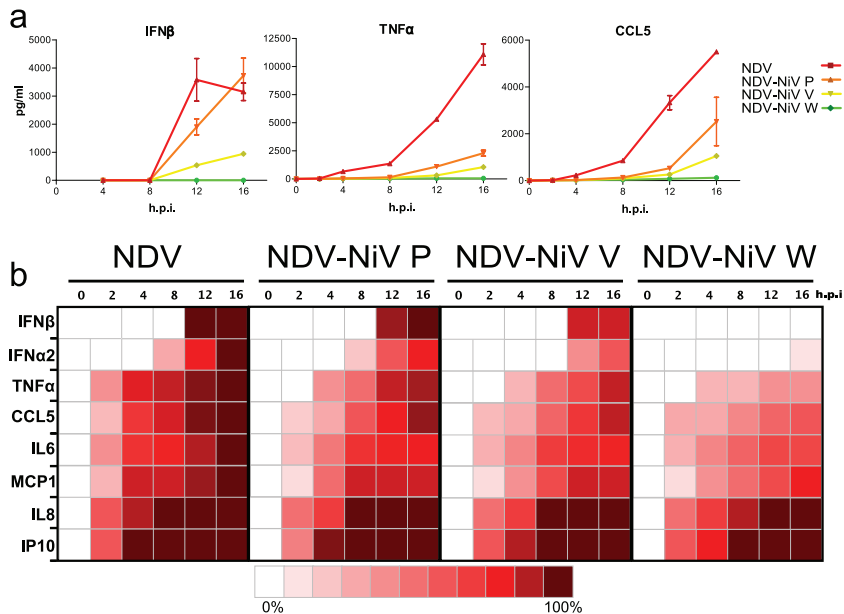 a
IFNβ
TNFα
CCL5
pg/ml
5000
4000
3000
2000
1000
0
0 4 8 12 16
h.p.i.
12500
10000
7500
5000
2500
0
0 4 8 12 16
h.p.i.
6000
4000
2000
0
0 4 8 12 16
h.p.i.
NDV
NDV-NiV P
NDV-NiV V
NDV-NiV W
b
NDV NDV-NiV P NDV-NiV V NDV-NiV W
0 2 4 8 12 16 0 2 4 8 12 16 0 2 4 8 12 16 0 2 4 8 12 16 h.p.i
IFNβ
IFNα2
TNFα
CCL5
IL6
MCP1
IL8
IP10
0% 100%